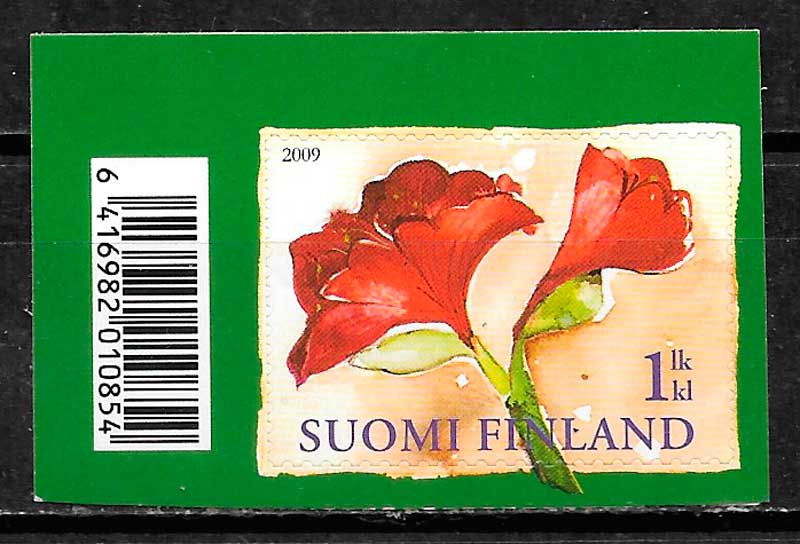 2009
1 lk
kl
SUOMI FINLAND
6 416982 010854